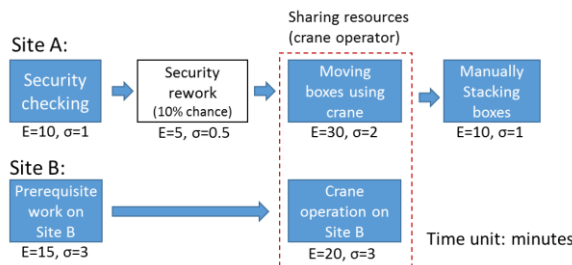 Sharing resources
(crane operator)
Site A:
Security
checking
E=10, σ=1
Security
rework
(10% chance)
E=5, σ=0.5
Moving
boxes using
crane
E=30, σ=2
Manually
Stacking
boxes
E=10, σ=1
Site B:
Prerequisite
work on
Site B
E=15, σ=3
Crane
operation on
Site B
E=20, σ=3
Time unit: minutes